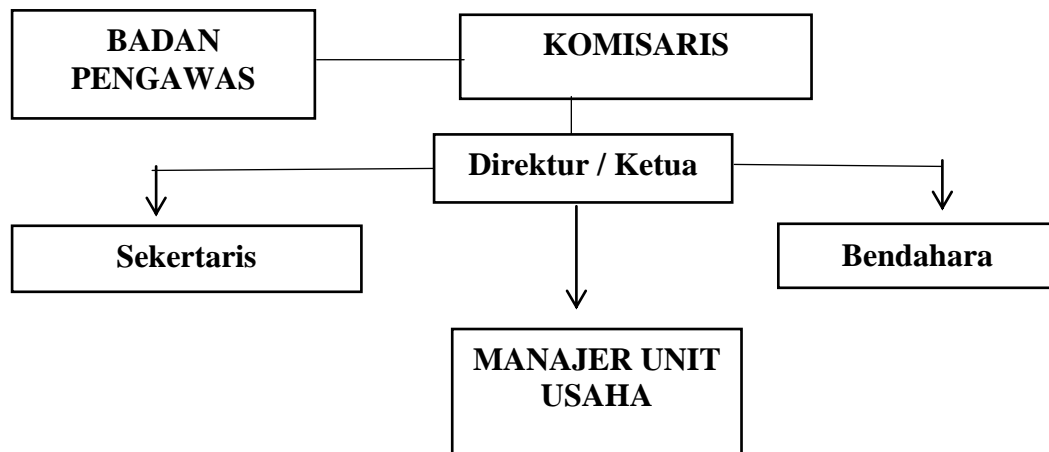 BADAN
PENGAWAS
KOMISARIS
Direktur / Ketua
Sekertaris
Bendahara
MANAJER UNIT
USAHA